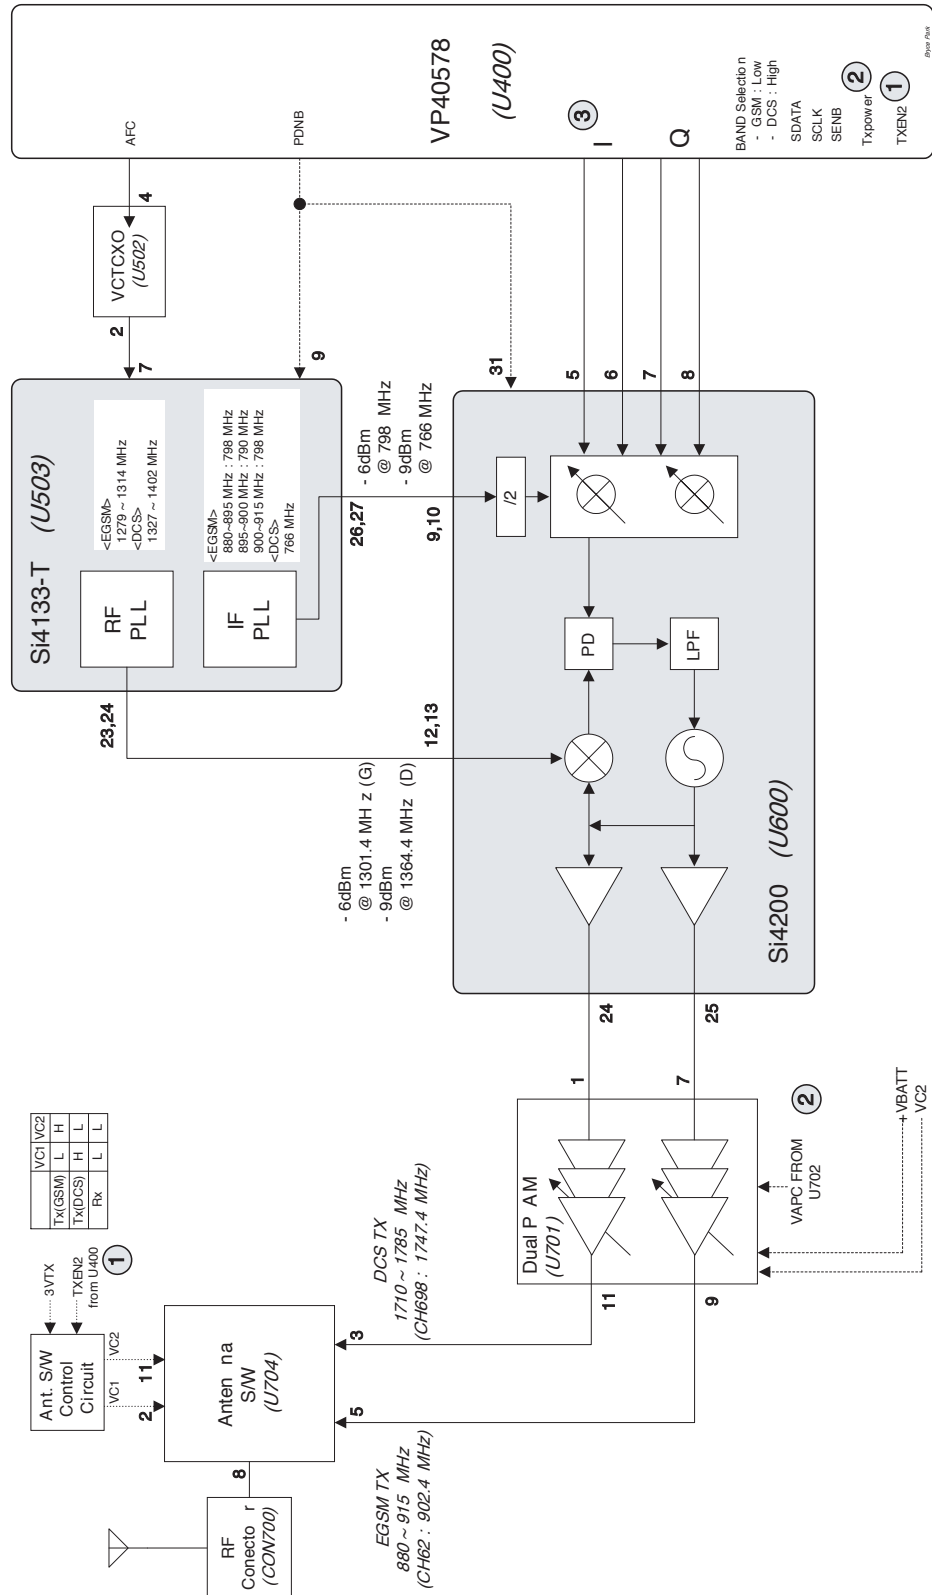 RF
Conecto r
(CON700)
8
Ant. S/W
Control
Circuit
3VTX
TXEN2
from U400
1
VC1
VC2
2
11
Anten na
S/W
(U704)
3
5
VC1 VC2
Tx(GSM) L H
Tx(DCS) H L
Rx L L
EGSM TX
880 ~ 915 MHz
(CH62 : 902.4 MHz)
DCS TX
1710 ~ 1785 MHz
(CH698 : 1747.4 MHz)
Dual P AM
(U701)
11
9
1
7
VAPC FROM
U702
2
+VBATT
VC2
24
25
Si4200 (U600)
PD
LPF
/2
- 6dBm
@ 1301.4 MH z (G)
- 9dBm
@ 1364.4 MHz (D)
12,13
23,24
Si4133-T (U503)
RF
PLL
IF
PLL
<EGSM>
1279 ~ 1314 MHz
<DCS>
1327 ~ 1402 MHz
<EGSM>
880~895 MHz : 798 MHz
895~900 MHz : 790 MHz
900~915 MHz : 798 MHz
<DCS>
766 MHz
26,27
- 6dBm
@ 798 MHz
- 9dBm
@ 766 MHz
9,10
7
9
31
5
6
7
8
2
VCTCXO
(U502)
4
AFC
PDNB
VP40578
(U400)
3
I
Q
BAND Selectio n
- GSM : Low
- DCS : High
SDATA
SCLK
SENB
Txpow er 2
TXEN2 1
Bryce Park